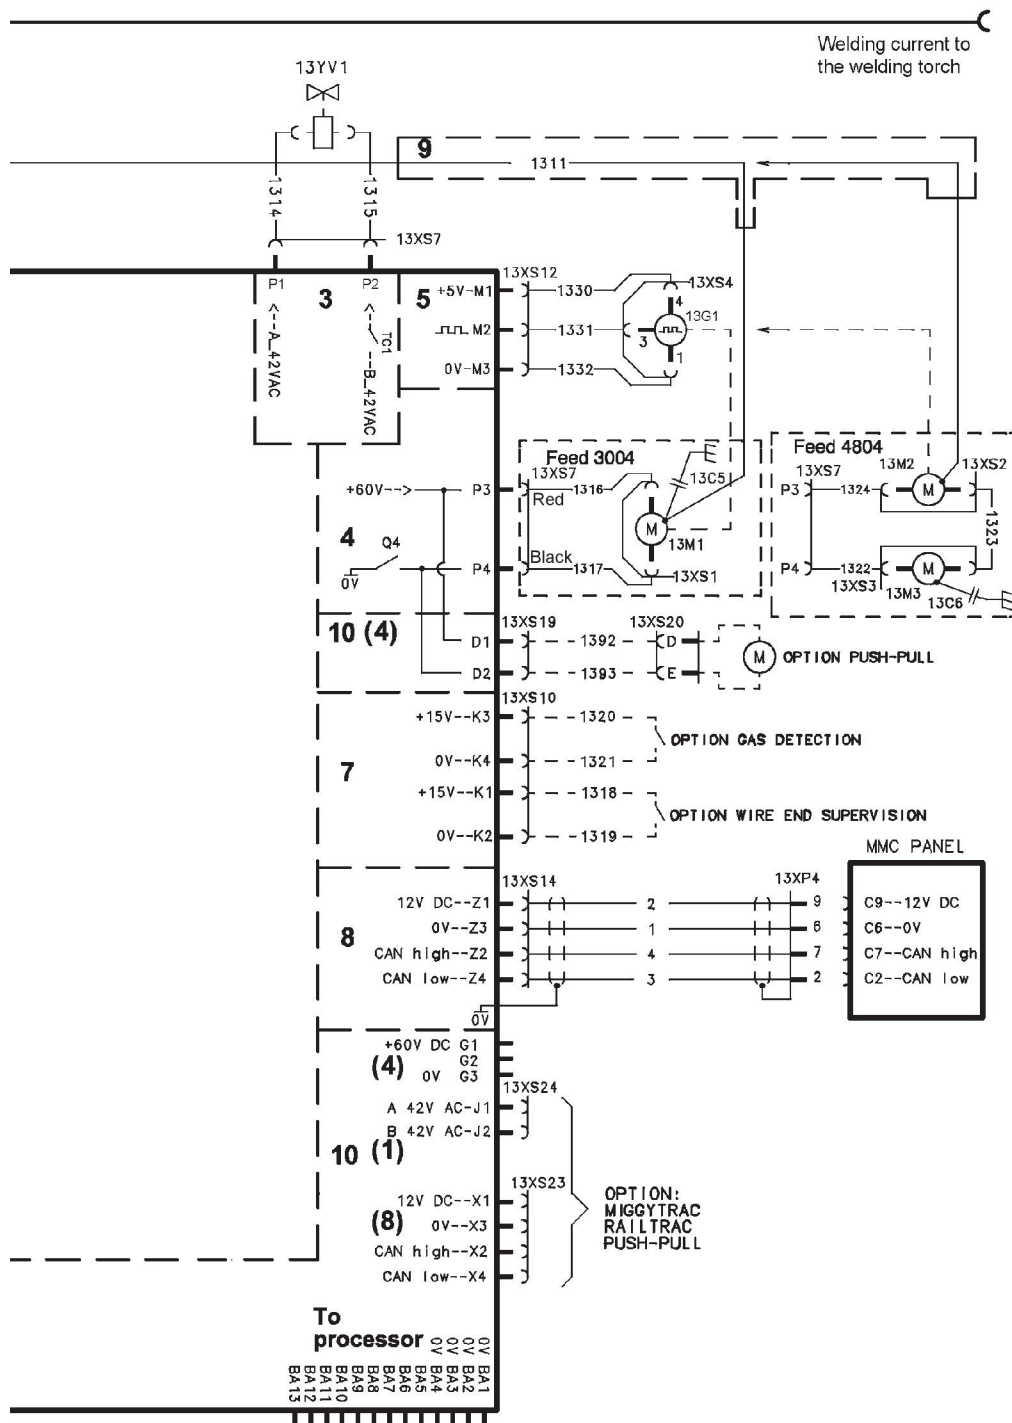 Welding current to
the welding torch
13YV1
9
1311
1314
1315
13XS7
P1
3
P2
5
<--A_42VAC
<-- TC1 --B_42VAC
13XS12
+5V-M1
1330
13XS4
4
13G1
M2
1331
3
0V-M3
1332
1
Feed 3004
Feed 4804
13XS7
13C5
13XS7
13M2
13XS2
+60V-->
P3
1316
Red
P3
1324
M
1323
4
Q4
0V
M
13M1
P4
Black
1317
13XS1
P4
1322
M
13XS3
13M3
13C6
10 (4)
13XS19
13XS20
D1
1392
D
M
OPTION PUSH-PULL
D2
1393
E
13XS10
+15V--K3
1320
OPTION GAS DETECTION
7
0V--K4
1321
+15V--K1
1318
OPTION WIRE END SUPERVISION
0V--K2
1319
MMC PANEL
13XS14
13XP4
12V DC--Z1
2
9
C9--12V DC
8
0V--Z3
1
6
C6--0V
CAN high--Z2
4
7
C7--CAN high
CAN low--Z4
3
2
C2--CAN low
0V
+60V DC G1
(4)
G2
0V G3
13XS24
A 42V AC-J1
B 42V AC-J2
10 (1)
13XS23
12V DC--X1
OPTION:
MIGGYTRAC
RAILTRAC
PUSH-PULL
(8)
0V--X3
CAN high--X2
CAN low--X4
To
processor
BA13
BA12
BA11
BA10
BA9
BA8
BA7
BA6
BA5
0V BA4
0V BA3
0V BA2
0V BA1